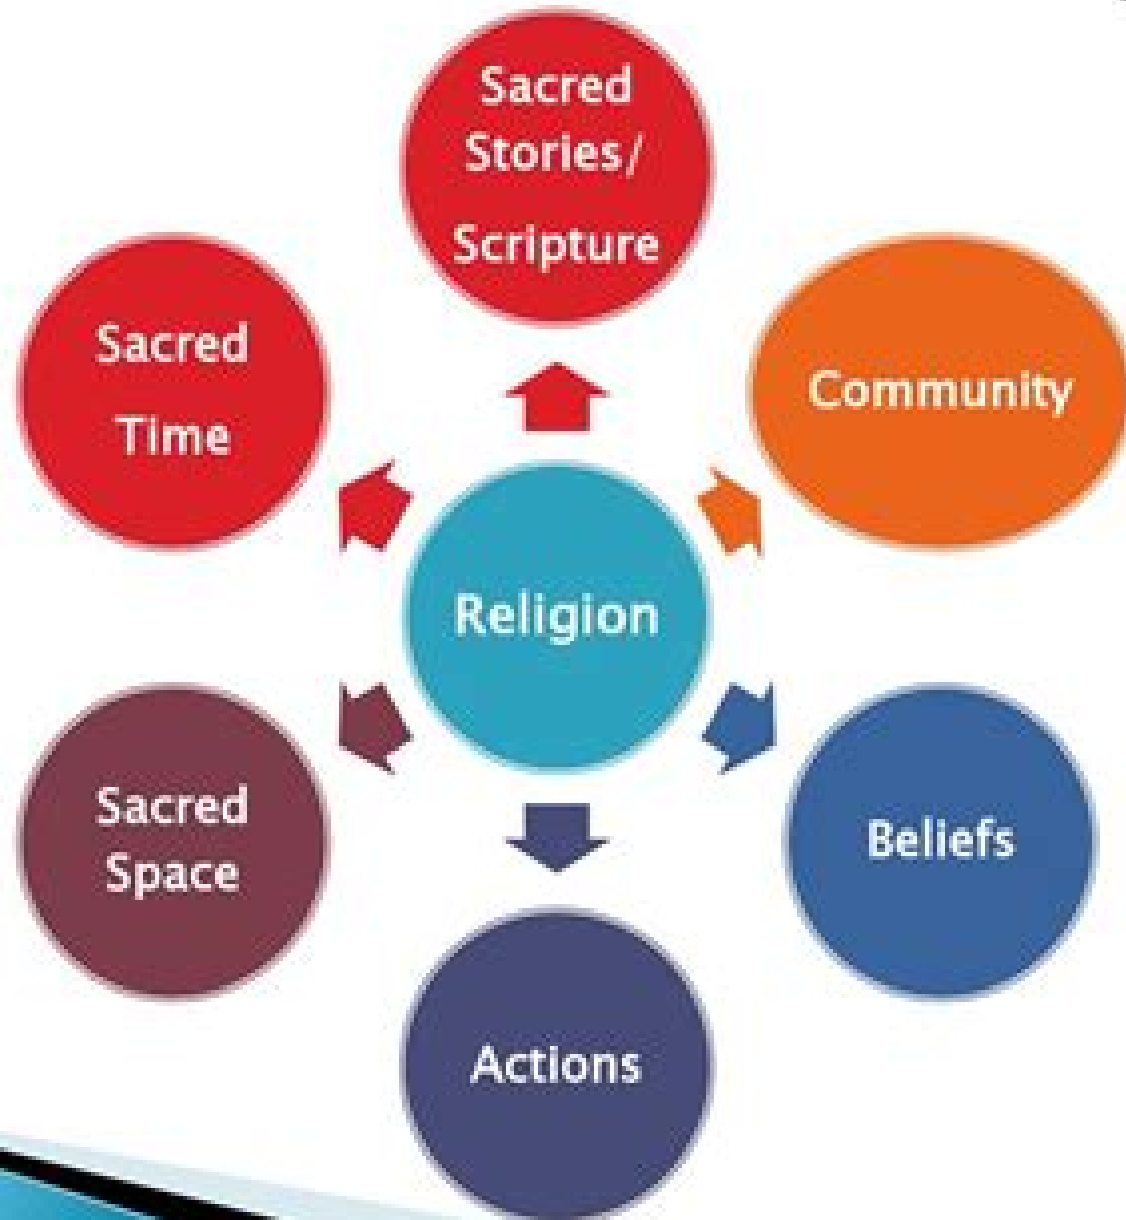 Sacred
Stories/
Scripture
Sacred
Time
Community
Religion
Sacred
Space
Beliefs
Actions